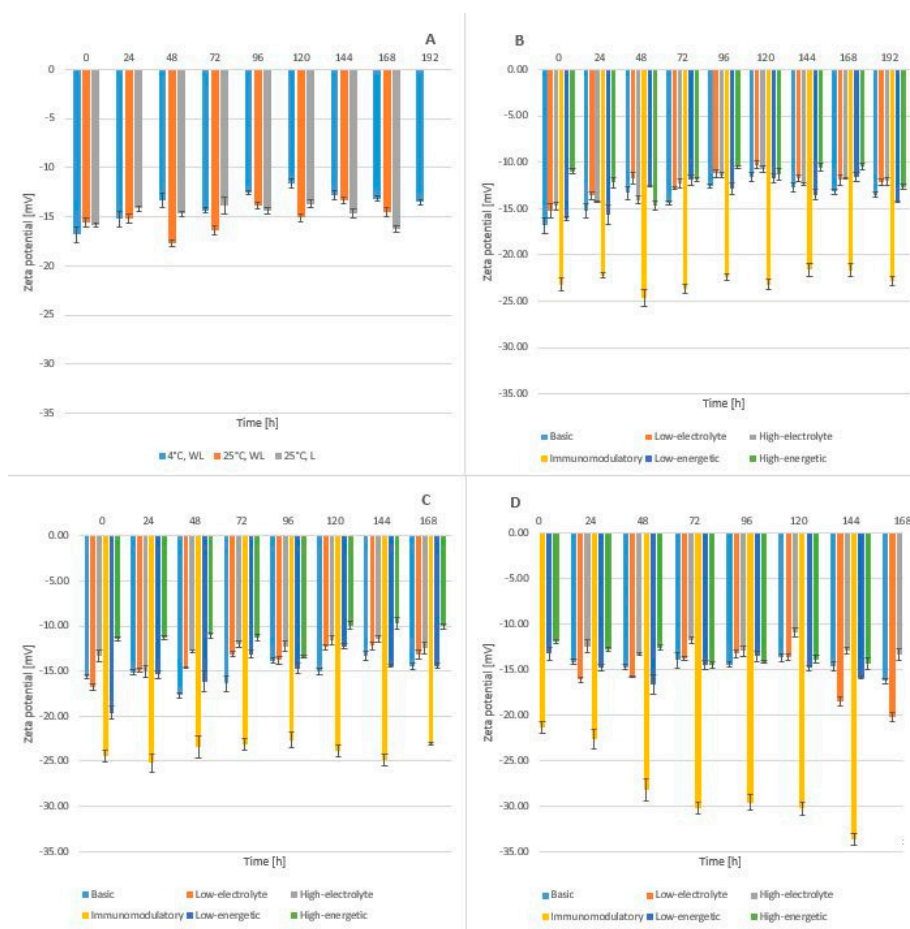 A
0 24 48 72 96 120 144 168 192
0
-5
-10
-15
-20
-25
-30
-35
Zeta potential [mV]
Time [h]
4°C, WL 25°C, WL 25°C, L
B
0 24 48 72 96 120 144 168 192
0.00
-5.00
-10.00
-15.00
-20.00
-25.00
-30.00
-35.00
Zeta potential [mV]
Time [h]
Basic Low-electrolyte High-electrolyte
Immunomodulatory Low-energetic High-energetic
C
0 24 48 72 96 120 144 168
0.00
-5.00
-10.00
-15.00
-20.00
-25.00
-30.00
-35.00
Zeta potential [mV]
Time [h]
Basic Low-electrolyte High-electrolyte
Immunomodulatory Low-energetic High-energetic
D
0 24 48 72 96 120 144 168
0.00
-5.00
-10.00
-15.00
-20.00
-25.00
-30.00
-35.00
Zeta potential [mV]
Time [h]
Basic Low-electrolyte High-electrolyte
Immunomodulatory Low-energetic High-energetic